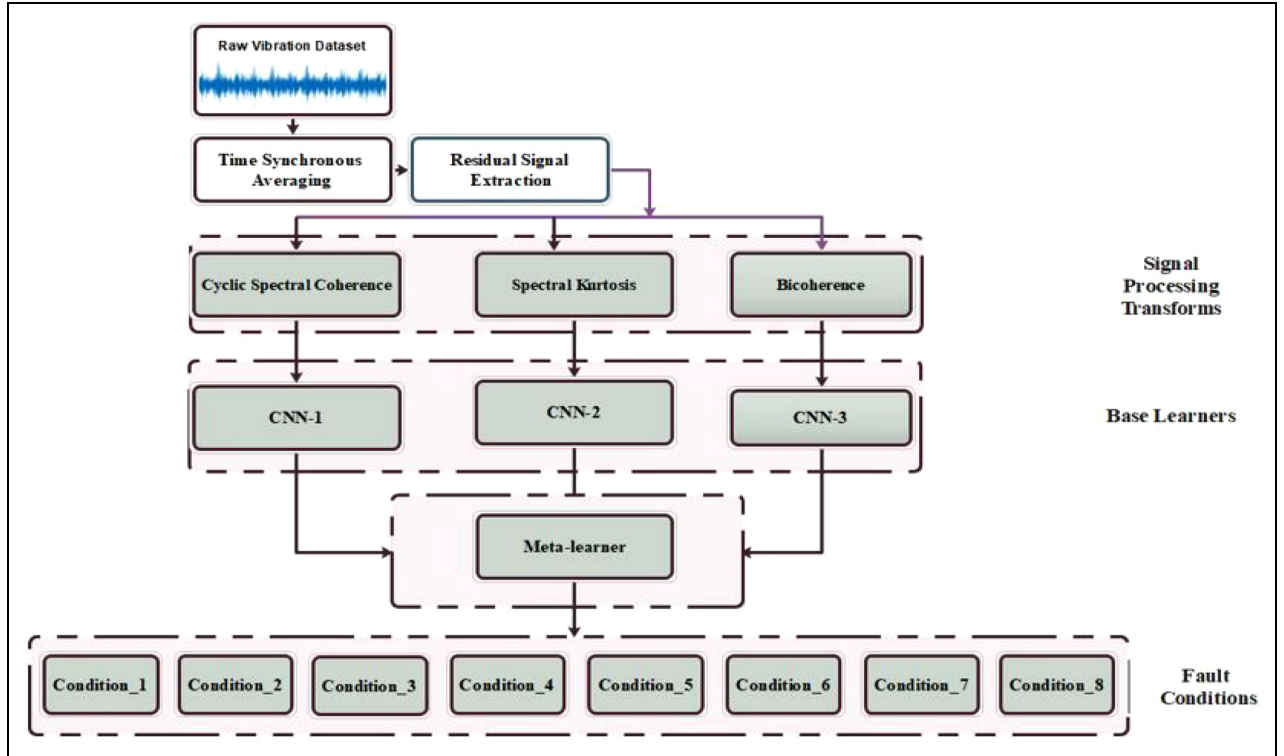 Raw Vibration Dataset
Time Synchronous
Averaging
Residual Signal
Extraction
Cyclic Spectral Coherence
Spectral Kurtosis
Bicoherence
Signal
Processing
Transforms
CNN-1
CNN-2
CNN-3
Base Learners
Meta-learner
Condition_1
Condition_2
Condition_3
Condition_4
Condition_5
Condition_6
Condition_7
Condition_8
Fault
Conditions